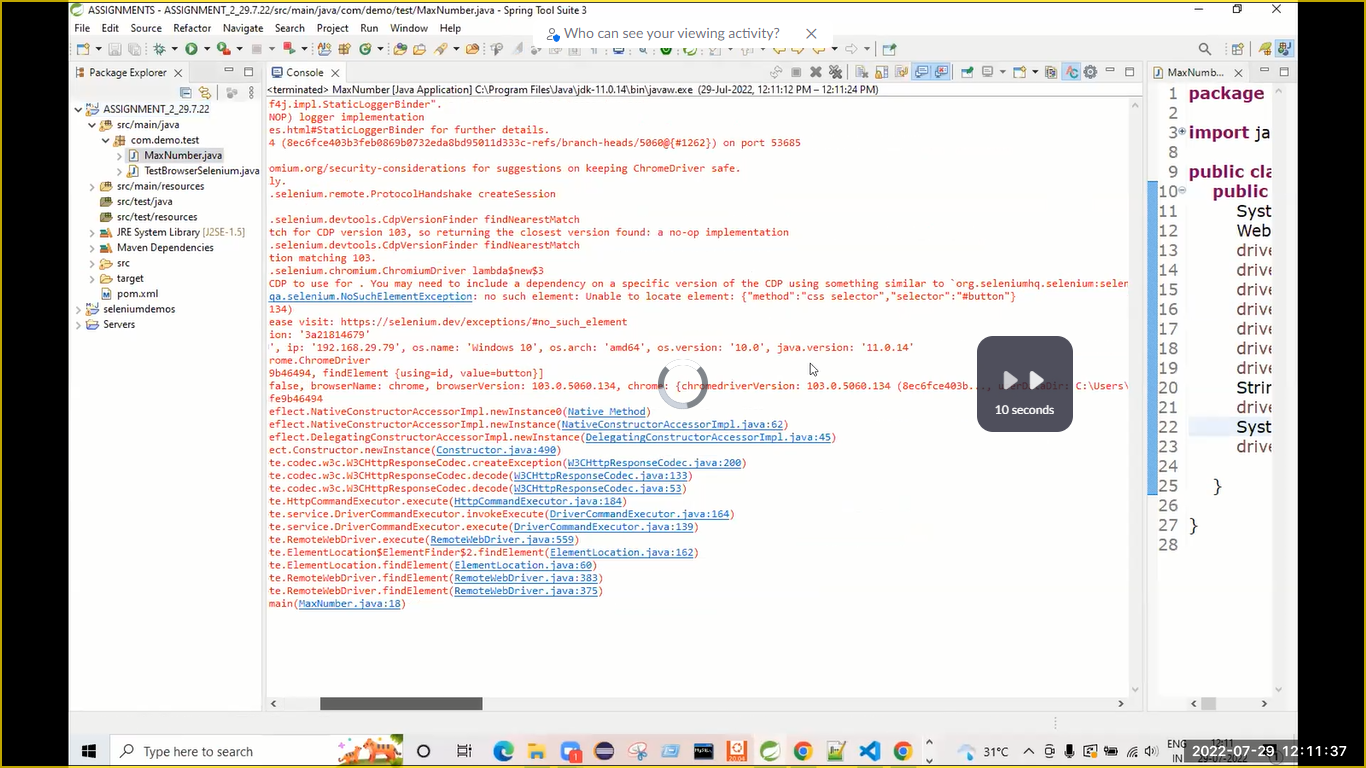 ASSIGNMENTS - ASSIGNMENT_2_29.7.22/src/main/java/com/demo/test/MaxNumber.java - Spring Tool Suite 3
File Edit Source Refactor Navigate Search Project Run Window Help
Who can see your viewing activity?
Package Explorer
ASSIGNMENT_2_29.7.22
src/main/java
com.demo.test
MaxNumber.java
TestBrowserSelenium.java
src/main/resources
src/test/java
src/test/resources
JRE System Library [J2SE-1.5]
Maven Dependencies
src
target
pom.xml
seleniumdemos
Servers
Console
<terminated> MaxNumber [Java Application] C:\Program Files\Java\jdk-11.0.14\bin\javaw.exe (29-Jul-2022, 12:11:12 PM – 12:11:24 PM)
f4j.impl.StaticLoggerBinder".
NOP) logger implementation
es.html#StaticLoggerBinder for further details.
4 (8ec6fce403b3feb0869b0732eda8bd95011d333c-refs/branch-heads/5060@{#1262}) on port 53685
omium.org/security-considerations for suggestions on keeping ChromeDriver safe.
ly.
.selenium.remote.ProtocolHandshake createSession
.selenium.devtools.CdpVersionFinder findNearestMatch
tch for CDP version 103, so returning the closest version found: a no-op implementation
.selenium.devtools.CdpVersionFinder findNearestMatch
tion matching 103.
.selenium.chromium.ChromiumDriver lambda$new$3
CDP to use for . You may need to include a dependency on a specific version of the CDP using something similar to `org.seleniumhq.selenium:selen
qa.selenium.NoSuchElementException: no such element: Unable to locate element: {"method":"css selector","selector":"#button"}
134)
ease visit: https://selenium.dev/exceptions/#no_such_element
ion: '3a21814679'
', ip: '192.168.29.79', os.name: 'Windows 10', os.arch: 'amd64', os.version: '10.0', java.version: '11.0.14'
rome.ChromeDriver
9b46494, findElement {using=id, value=button}]
false, browserName: chrome, browserVersion: 103.0.5060.134, chrome: {chromedriverVersion: 103.0.5060.134 (8ec6fce403b..., userDataDir: C:\Users\
fe9b46494
eflect.NativeConstructorAccessorImpl.newInstance0(Native Method)
eflect.NativeConstructorAccessorImpl.newInstance(NativeConstructorAccessorImpl.java:62)
eflect.DelegatingConstructorAccessorImpl.newInstance(DelegatingConstructorAccessorImpl.java:45)
ect.Constructor.newInstance(Constructor.java:490)
te.codec.w3c.W3CHttpResponseCodec.createException(W3CHttpResponseCodec.java:200)
te.codec.w3c.W3CHttpResponseCodec.decode(W3CHttpResponseCodec.java:133)
te.codec.w3c.W3CHttpResponseCodec.decode(W3CHttpResponseCodec.java:53)
te.HttpCommandExecutor.execute(HttpCommandExecutor.java:184)
te.service.DriverCommandExecutor.invokeExecute(DriverCommandExecutor.java:164)
te.service.DriverCommandExecutor.execute(DriverCommandExecutor.java:139)
te.RemoteWebDriver.execute(RemoteWebDriver.java:559)
te.ElementLocation$ElementFinder$2.findElement(ElementLocation.java:162)
te.ElementLocation.findElement(ElementLocation.java:60)
te.RemoteWebDriver.findElement(RemoteWebDriver.java:383)
te.RemoteWebDriver.findElement(RemoteWebDriver.java:375)
main(MaxNumber.java:18)
10 seconds
MaxNumb...
1 package
2
3 import ja
8
9 public cla
10 public
11 Syst
12 Web
13 drive
14 drive
15 drive
16 drive
17 drive
18 drive
19 drive
20 Strin
21 drive
22 Syst
23 drive
24
25 }
26
27 }
28
Type here to search
31°C
ENG
IN
12:11
29-07-2022
2022-07-29, 12:11:37